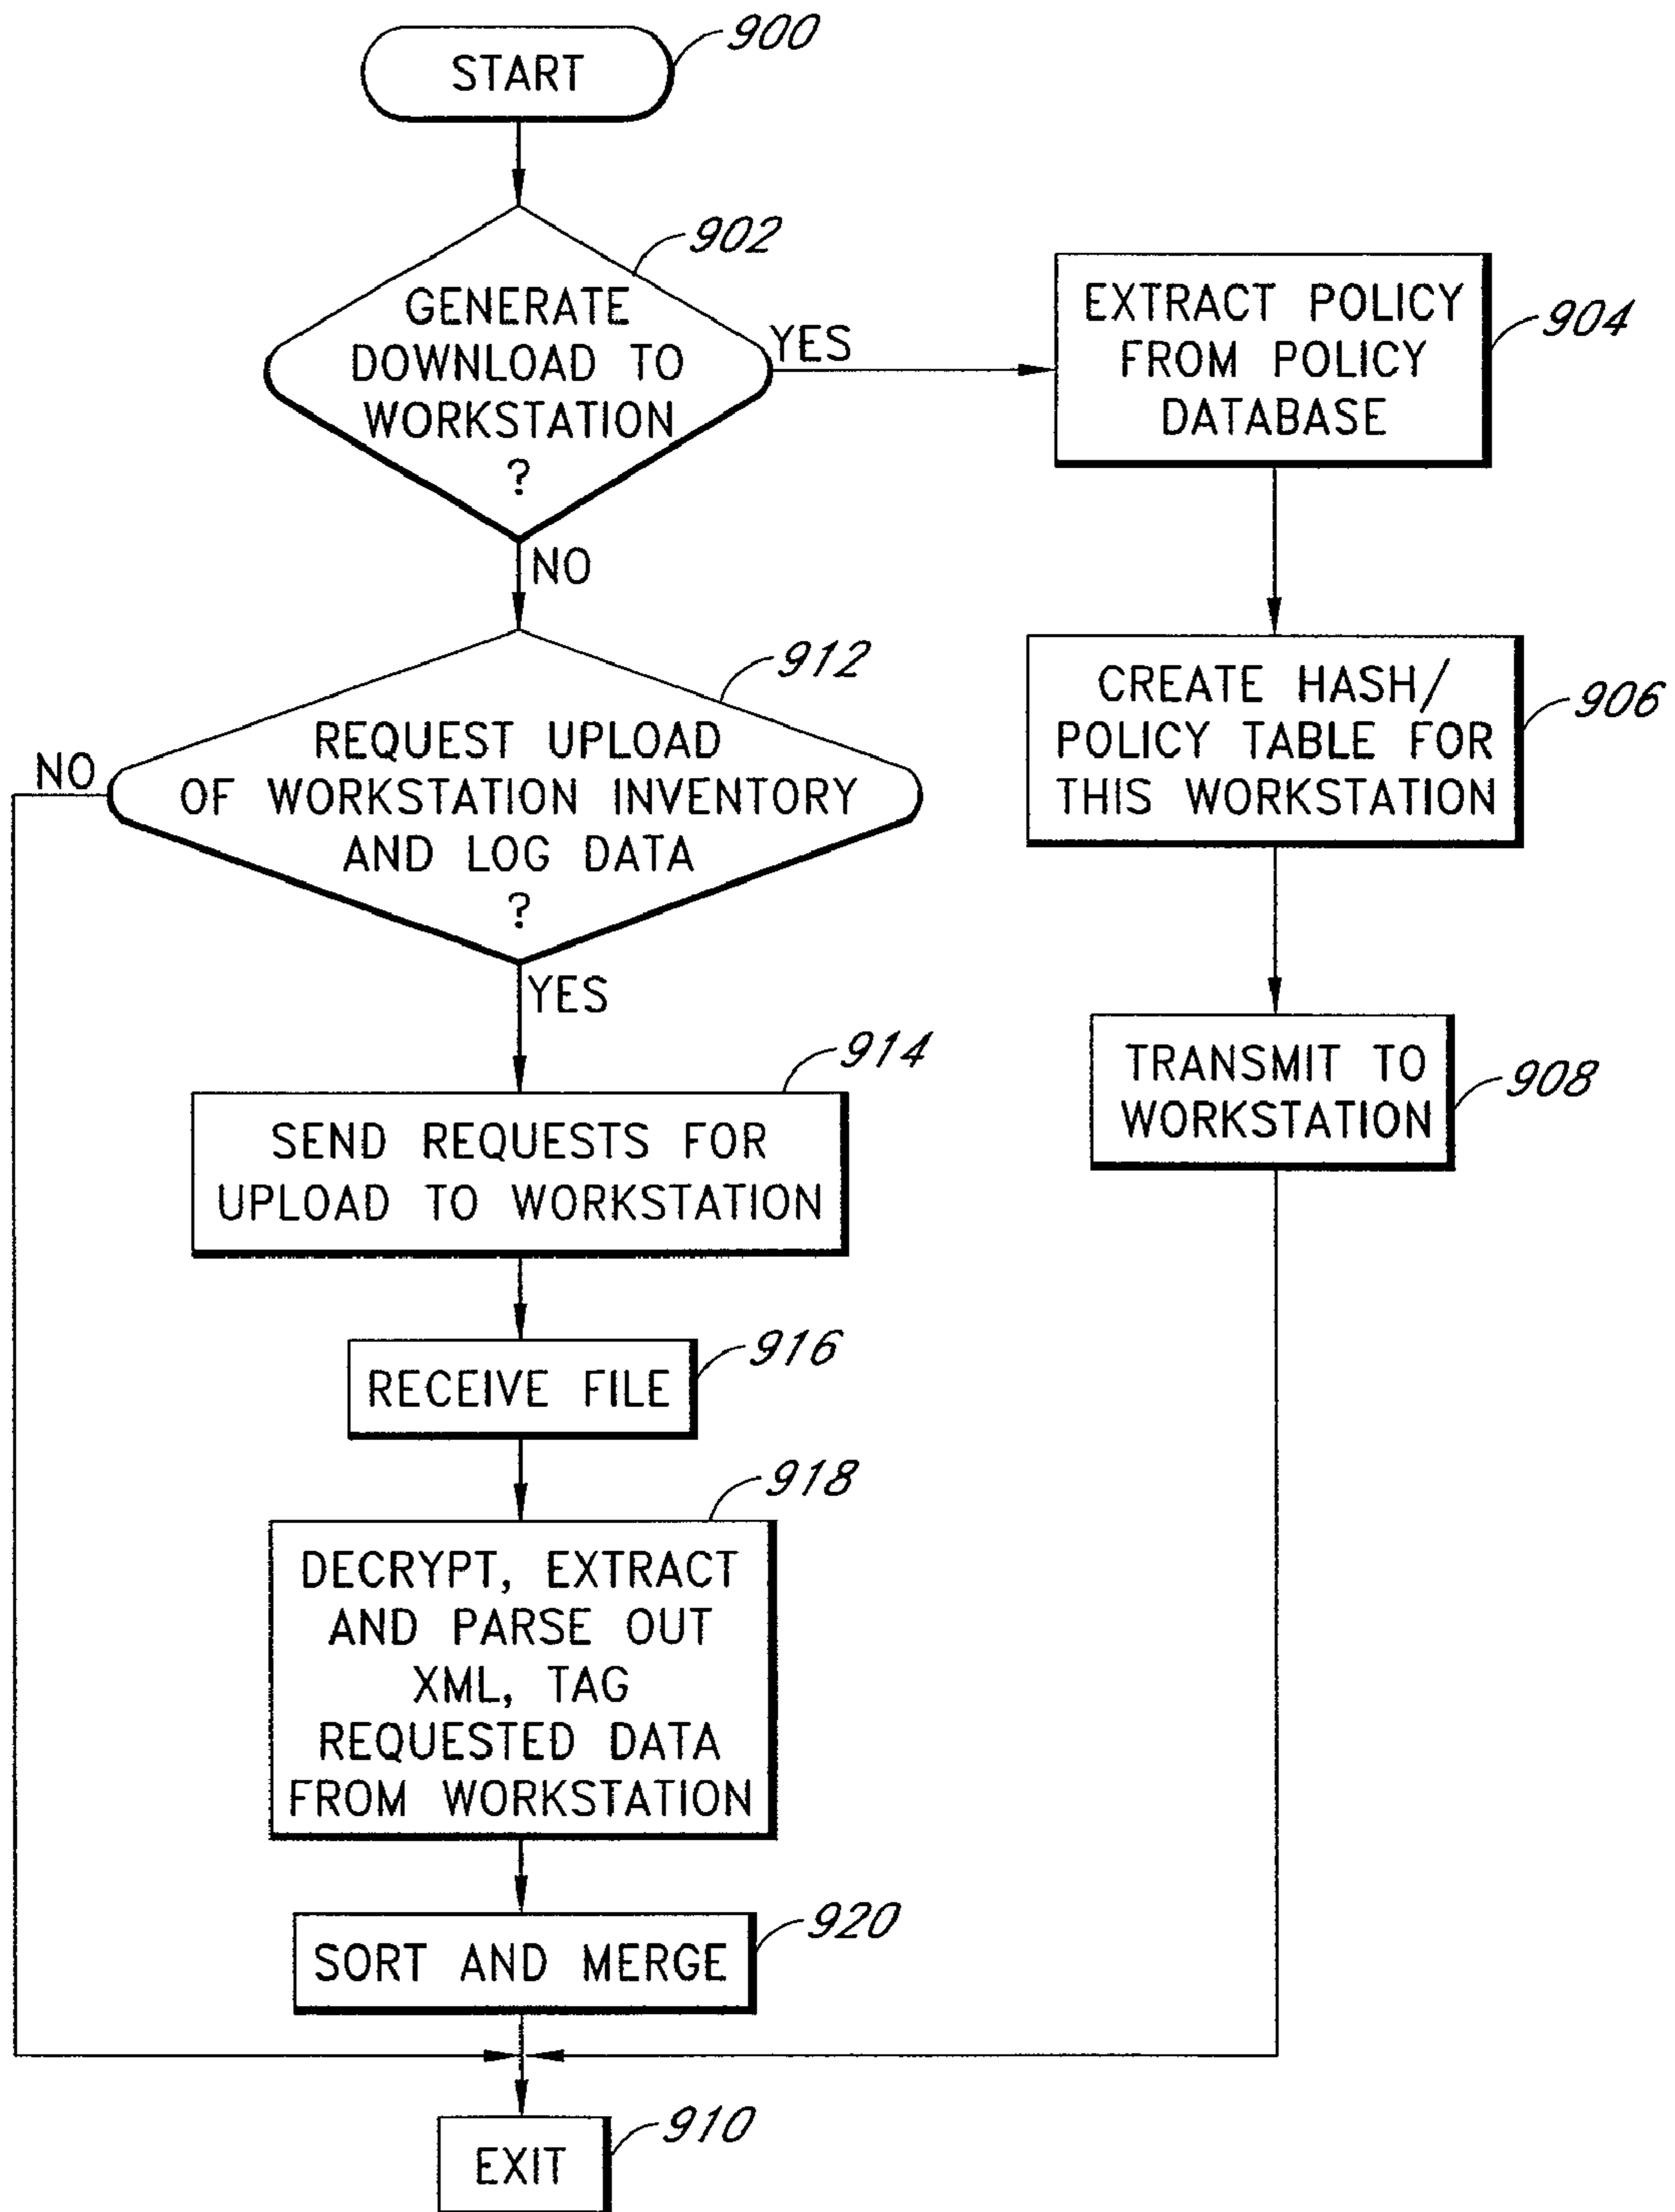 START
900
GENERATE
DOWNLOAD TO
WORKSTATION
?
902
YES
NO
EXTRACT POLICY
FROM POLICY
DATABASE
904
CREATE HASH/
POLICY TABLE FOR
THIS WORKSTATION
906
TRANSMIT TO
WORKSTATION
908
REQUEST UPLOAD
OF WORKSTATION INVENTORY
AND LOG DATA
?
912
NO
YES
SEND REQUESTS FOR
UPLOAD TO WORKSTATION
914
RECEIVE FILE
916
DECRYPT, EXTRACT
AND PARSE OUT
XML, TAG
REQUESTED DATA
FROM WORKSTATION
918
SORT AND MERGE
920
EXIT
910